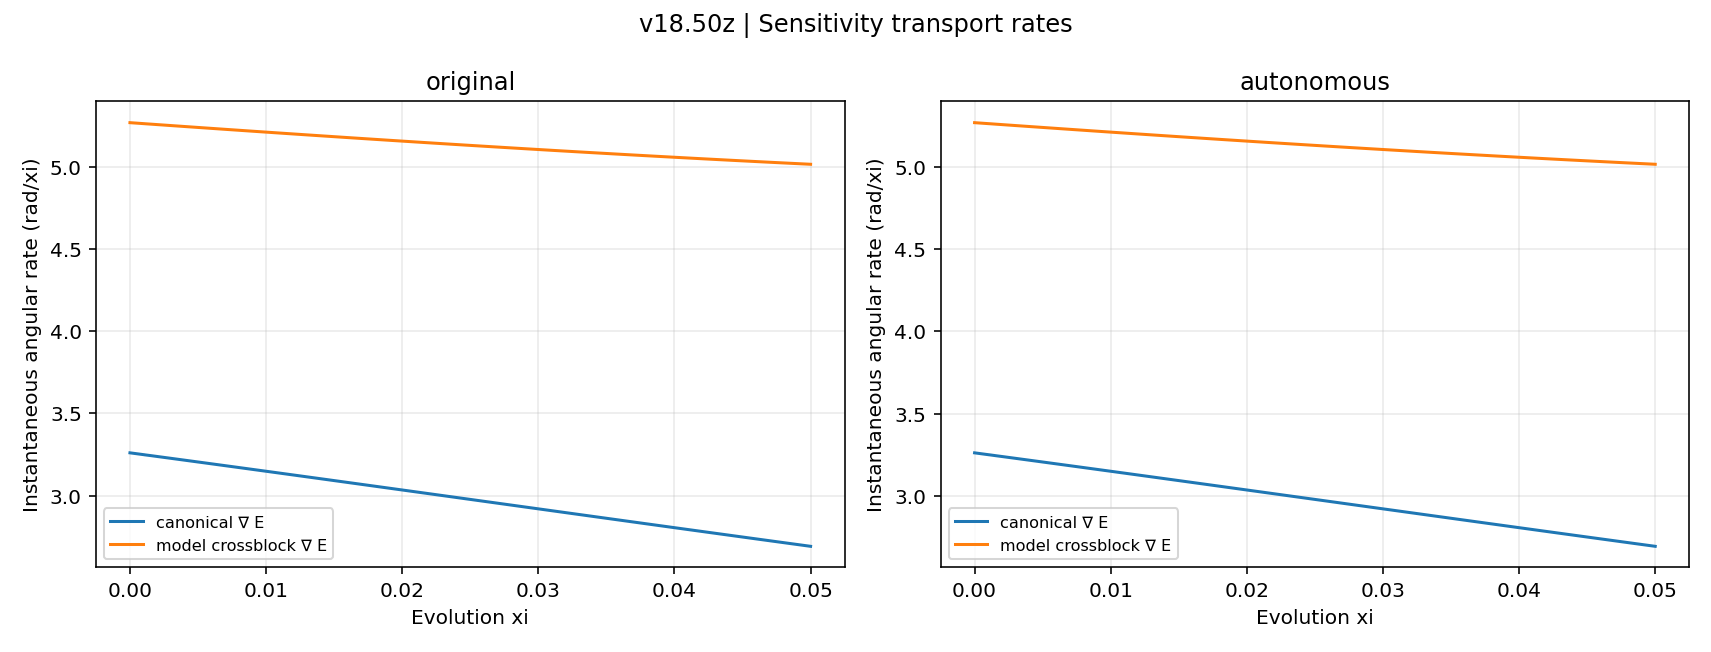 v18.50z | Sensitivity transport rates
original
Instantaneous angular rate (rad/xi)
5.0
4.5
4.0
3.5
3.0
canonical ∇ E
model crossblock ∇ E
0.00 0.01 0.02 0.03 0.04 0.05
Evolution xi
autonomous
Instantaneous angular rate (rad/xi)
5.0
4.5
4.0
3.5
3.0
canonical ∇ E
model crossblock ∇ E
0.00 0.01 0.02 0.03 0.04 0.05
Evolution xi